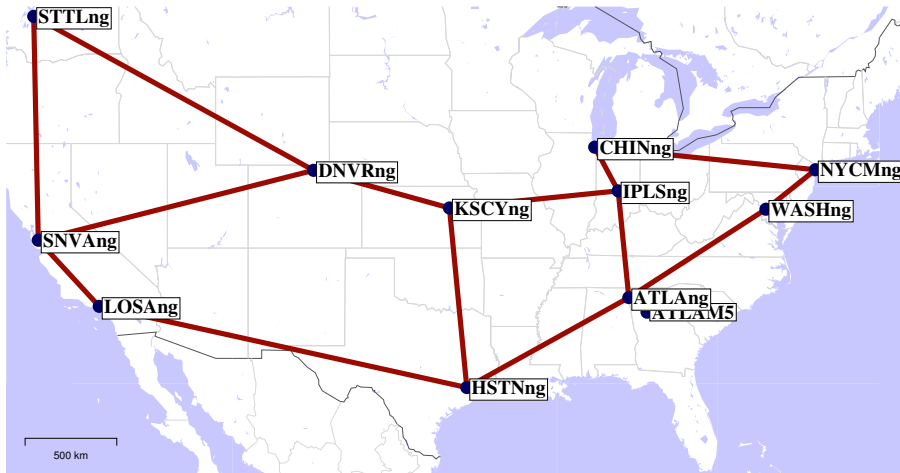 STTLng
CHINng
DNVRng
NYCMng
IPLSng
KSCYng
WASHng
SNVAng
ATLAng
LOSAng
ATLAM5
HSTNng
500 km